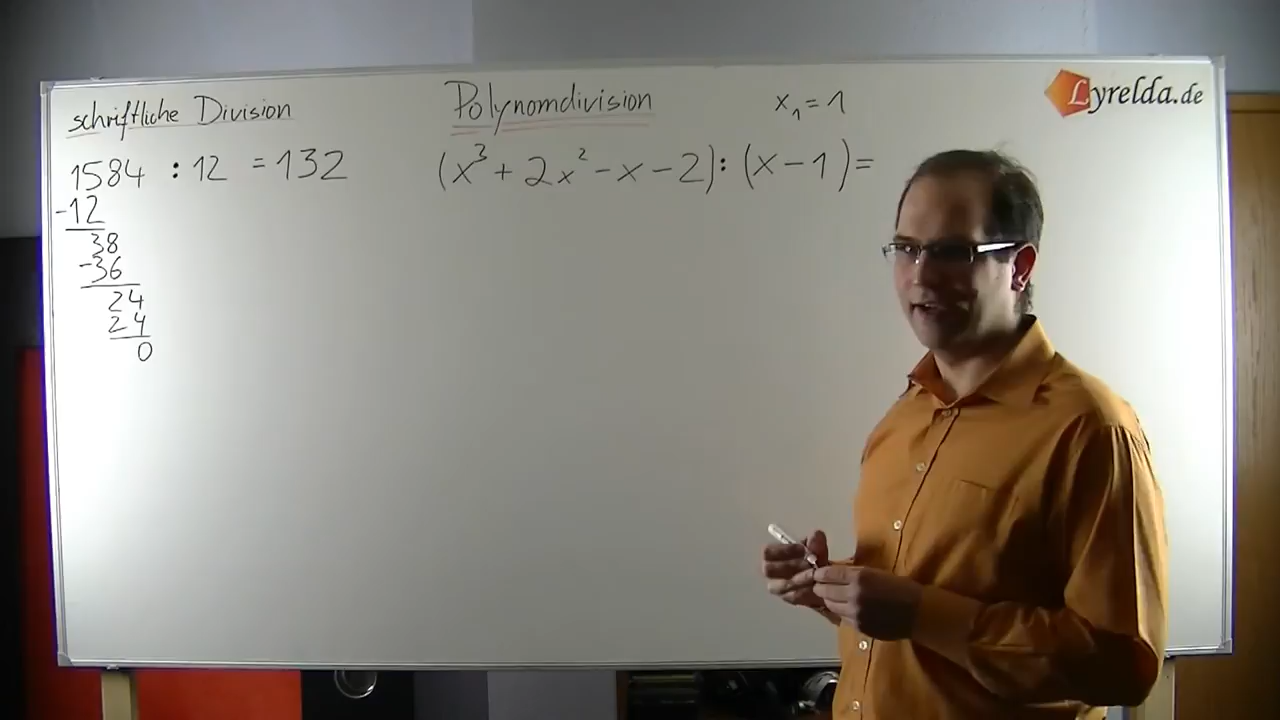 schriftliche Division
1584 : 12 = 132
-12
38
-36
24
24
0
Polynomdivision
x₁ = 1
(x³ + 2x² - x - 2) : (x - 1) =
Lyrelda.de